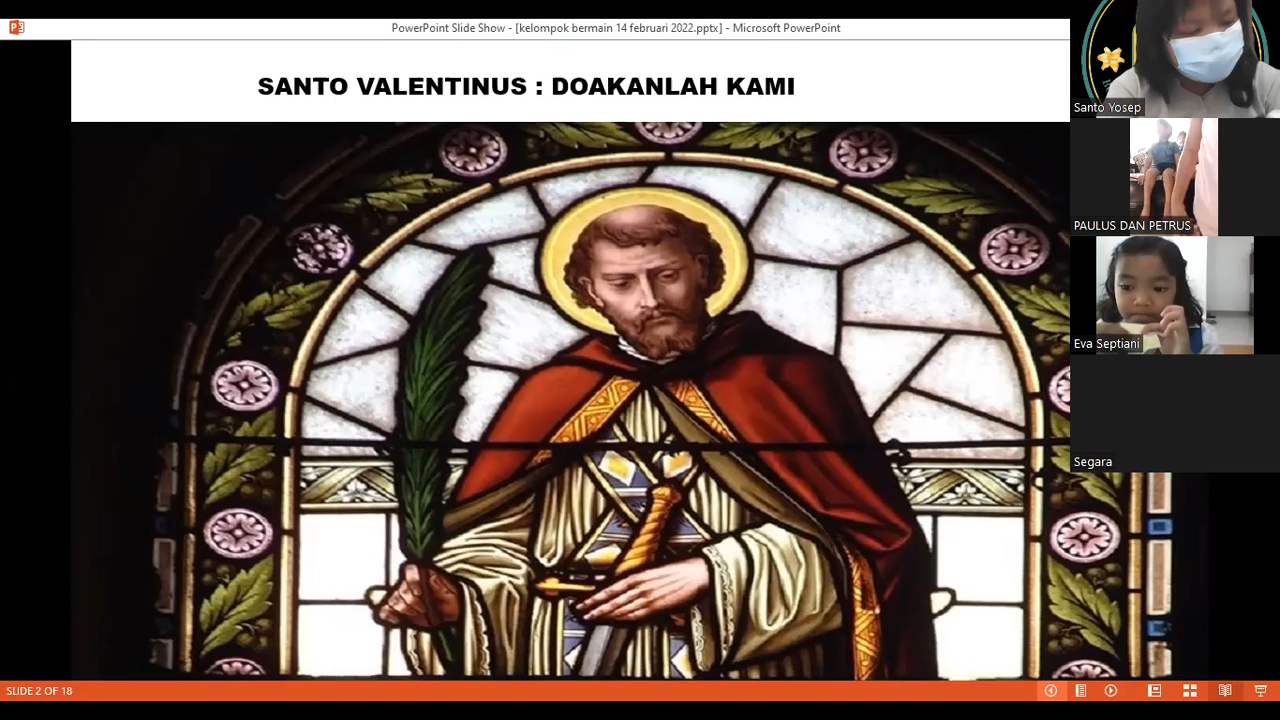 PowerPoint Slide Show - [kelompok bermain 14 februari 2022.pptx] - Microsoft PowerPoint
SANTO VALENTINUS : DOAKANLAH KAMI
Santo Yosep
PAULUS DAN PETRUS
Eva Septiani
Segara
SLIDE 2 OF 18